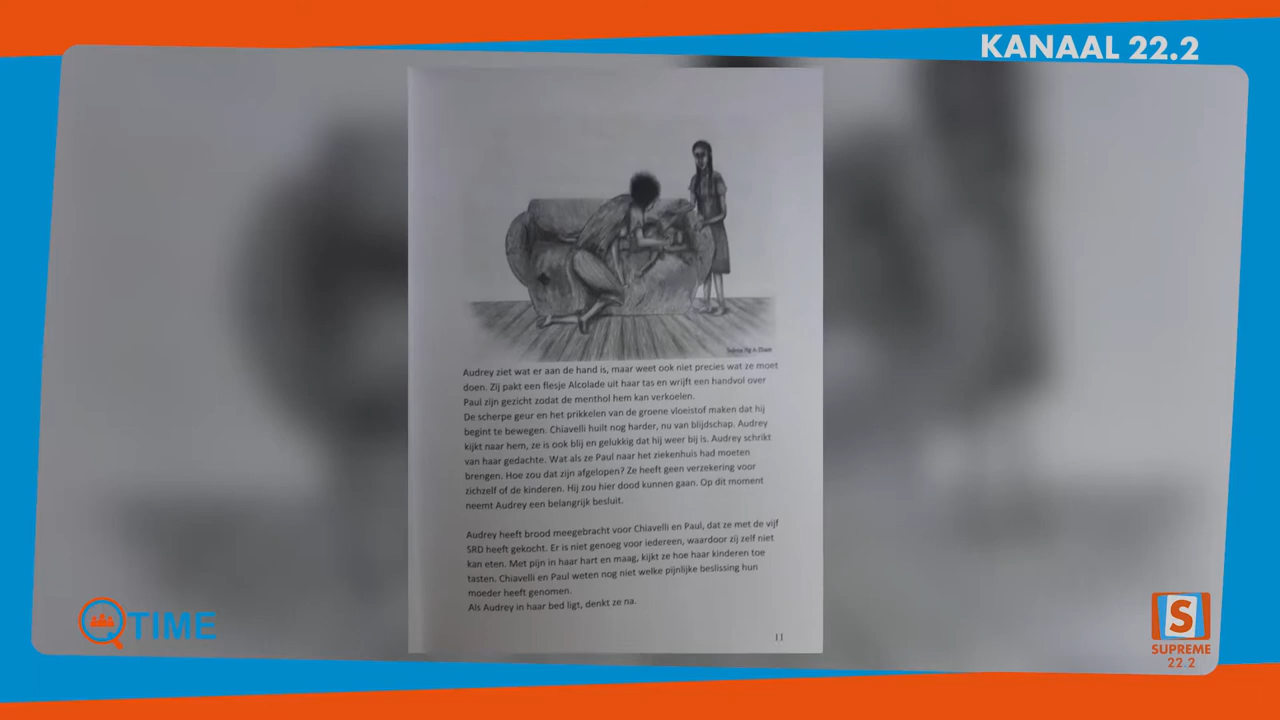 KANAAL 22.2
Audrey ziet wat er aan de hand is, maar weet ook niet precies wat ze moet
doen. Zij pakt een flesje Alcolade uit haar tas en wrijft een handvol over
Paul zijn gezicht zodat de menthol hem kan verkoelen.
De scherpe geur en het prikkelen van de groene vloeistof maken dat hij
begint te bewegen. Chiavelli huilt nog harder, nu van blijdschap. Audrey
kijkt naar hem, ze is ook blij en gelukkig dat hij weer bij is. Audrey schrikt
van haar gedachte. Wat als ze Paul naar het ziekenhuis had moeten
brengen. Hoe zou dat zijn afgelopen? Ze heeft geen verzekering voor
zichzelf of de kinderen. Hij zou hier dood kunnen gaan. Op dit moment
neemt Audrey een belangrijk besluit.
Audrey heeft brood meegebracht voor Chiavelli en Paul, dat ze met de vijf
SRD heeft gekocht. Er is niet genoeg voor iedereen, waardoor zij zelf niet
kan eten. Met pijn in haar hart en maag, kijkt ze hoe haar kinderen toe
tasten. Chiavelli en Paul weten nog niet welke pijnlijke beslissing hun
moeder heeft genomen.
Als Audrey in haar bed ligt, denkt ze na.
11
QTIME
S
SUPREME
22.2